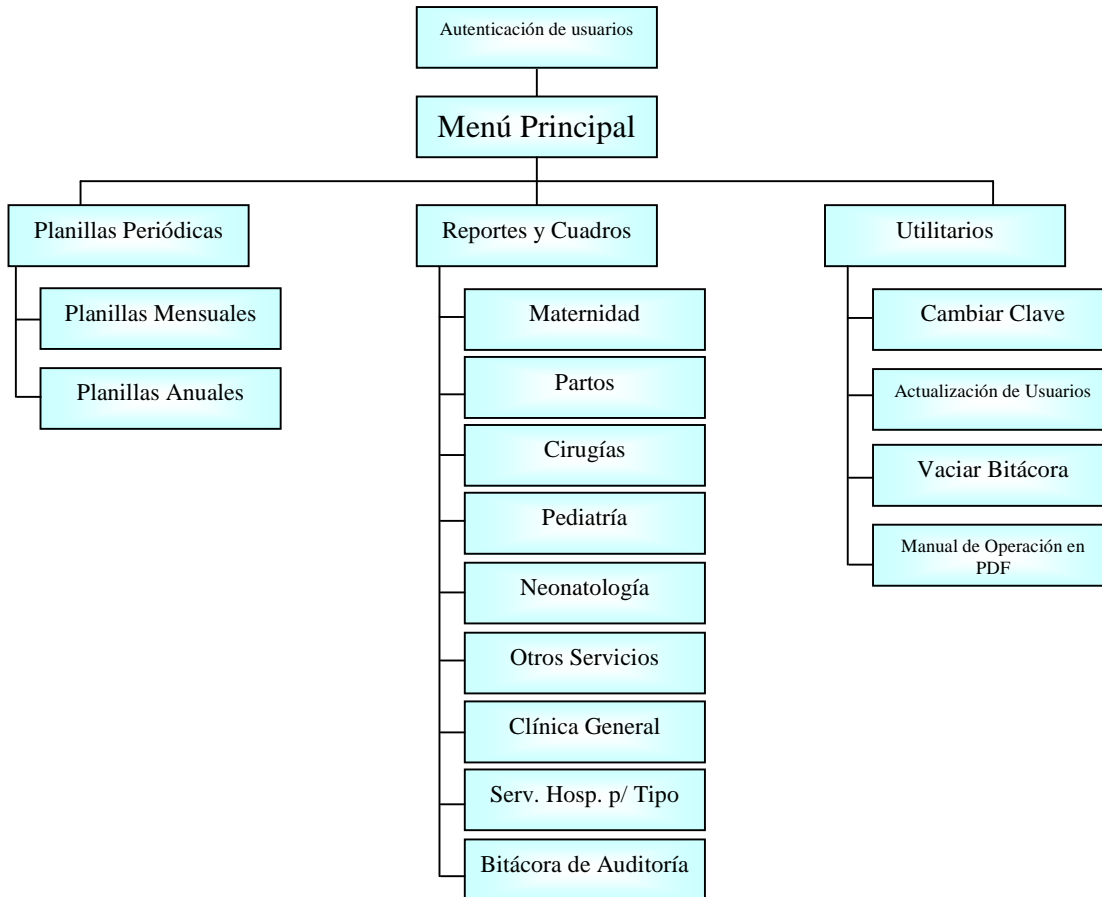 Autenticación de usuarios
Menú Principal
Planillas Periódicas
Planillas Mensuales
Planillas Anuales
Reportes y Cuadros
Maternidad
Partos
Cirugías
Pediatría
Neonatología
Otros Servicios
Clínica General
Serv. Hosp. p/ Tipo
Bitácora de Auditoría
Utilitarios
Cambiar Clave
Actualización de Usuarios
Vaciar Bitácora
Manual de Operación en
PDF